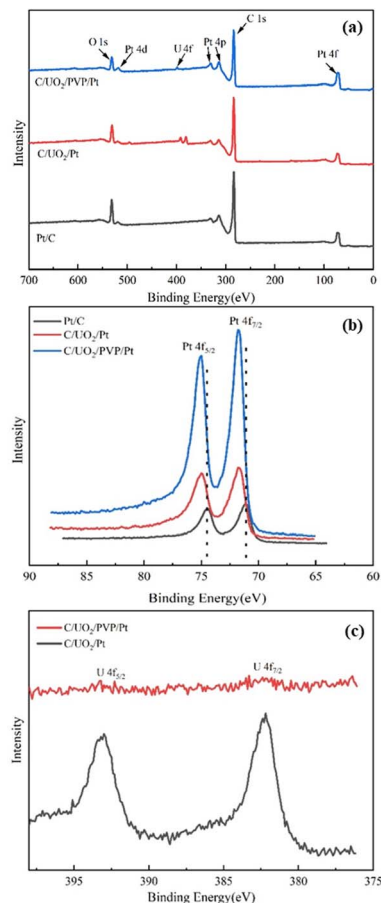 (a)
C 1s
O 1s
Pt 4d
U 4f
Pt 4p
Pt 4f
C/UO₂/PVP/Pt
C/UO₂/Pt
Pt/C
Intensity
700 600 500 400 300 200 100 0
Binding Energy(eV)
(b)
Pt/C
C/UO₂/Pt
C/UO₂/PVP/Pt
Pt 4f₇/₂
Pt 4f₅/₂
Intensity
90 85 80 75 70 65 60
Binding Energy(eV)
(c)
C/UO₂/PVP/Pt
C/UO₂/Pt
U 4f₅/₂
U 4f₇/₂
Intensity
395 390 385 380 375
Binding Energy(eV)